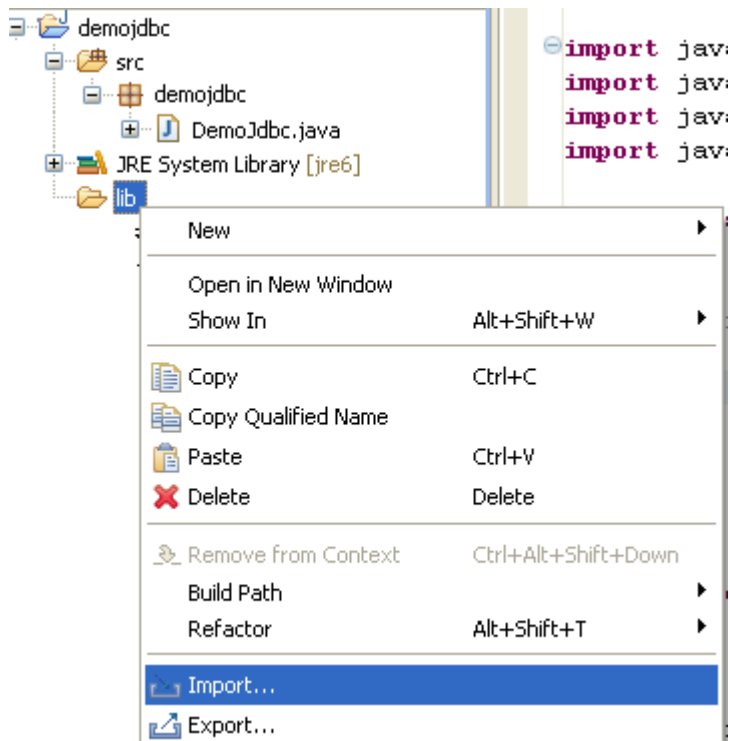 demojdbc
src
demojdbc
DemoJdbc.java
JRE System Library [jre6]
lib
import java
import java
import java
import java
New
Open in New Window
Show In Alt+Shift+W
Copy Ctrl+C
Copy Qualified Name
Paste Ctrl+V
Delete Delete
Remove from Context Ctrl+Alt+Shift+Down
Build Path
Refactor Alt+Shift+T
Import...
Export...